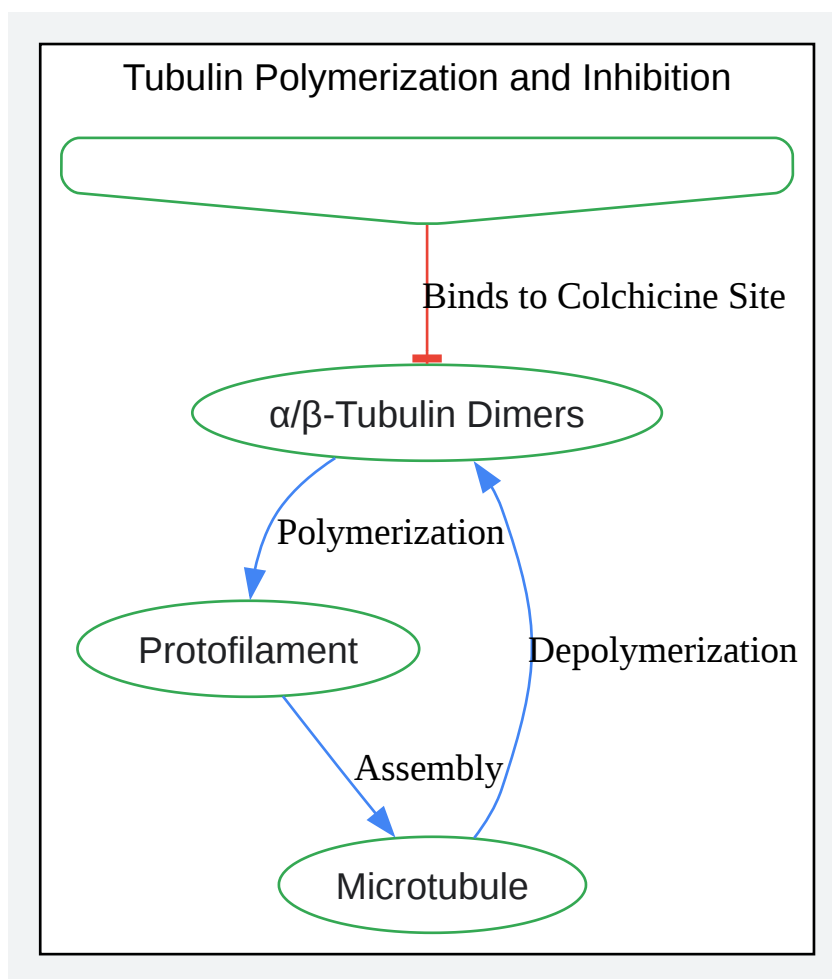 Tubulin Polymerization and Inhibition
Binds to Colchicine Site
α/β-Tubulin Dimers
Polymerization
Protofilament
Depolymerization
Assembly
Microtubule